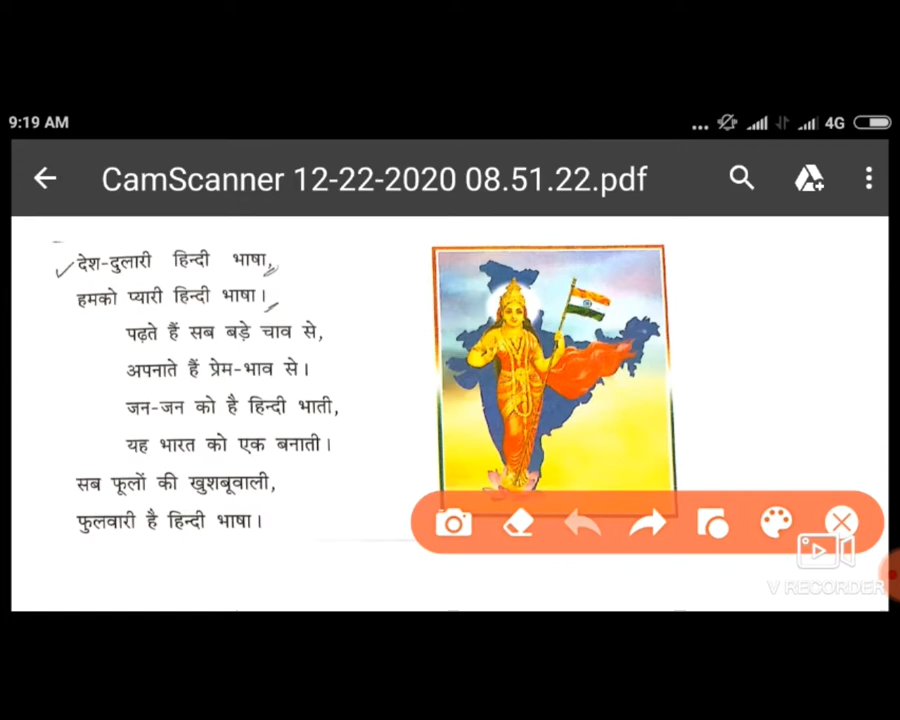 9:19 AM
4G
CamScanner 12-22-2020 08.51.22.pdf
देश-दुलारी हिन्दी भाषा,
हमको प्यारी हिन्दी भाषा।
पढ़ते हैं सब बड़े चाव से,
अपनाते हैं प्रेम-भाव से।
जन-जन को है हिन्दी भाती,
यह भारत को एक बनाती।
सब फूलों की खुशबूवाली,
फुलवारी है हिन्दी भाषा।
V RECORDER